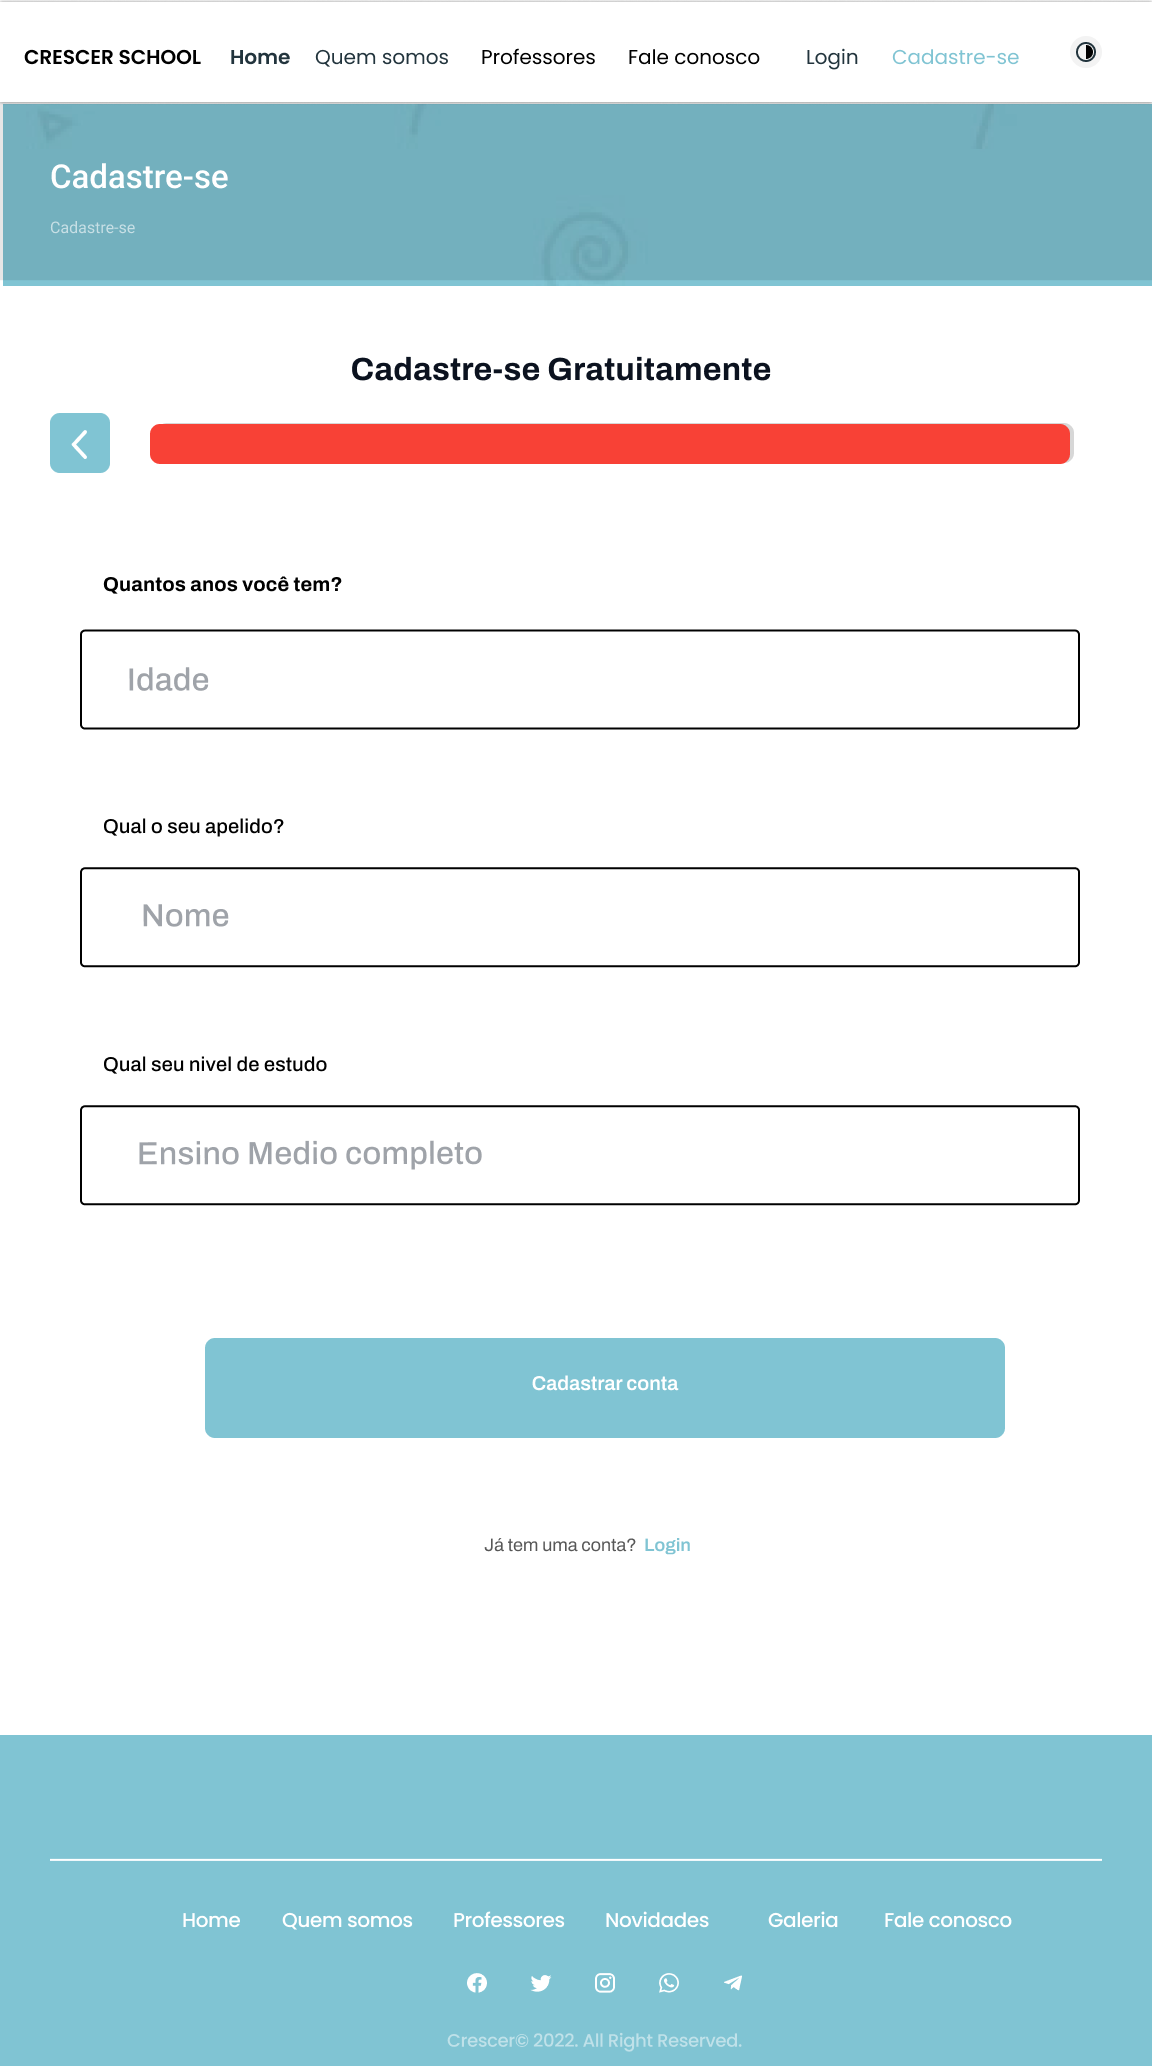 CRESCER SCHOOL Home Quem somos Professores Fale conosco Login Cadastre-se
Cadastre-se
Cadastre-se
Cadastre-se Gratuitamente
Quantos anos você tem?
Idade
Qual o seu apelido?
Nome
Qual seu nivel de estudo
Ensino Medio completo
Cadastrar conta
Já tem uma conta? Login
Home Quem somos Professores Novidades Galeria Fale conosco
Crescer© 2022. All Right Reserved.